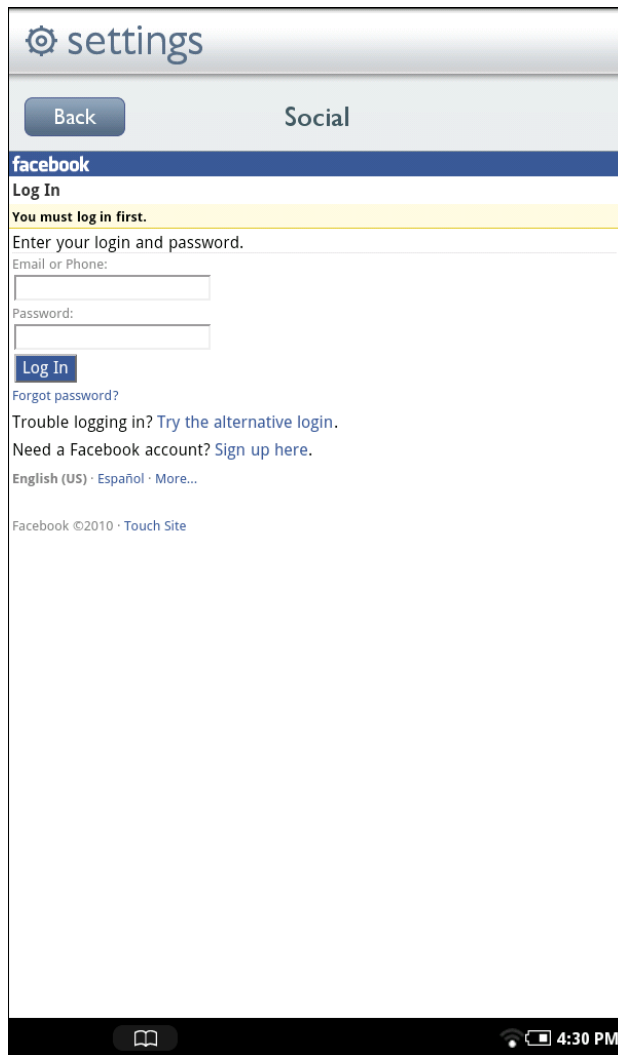 settings
Back
Social
facebook
Log In
You must log in first.
Enter your login and password.
Email or Phone:
Password:
Log In
Forgot password?
Trouble logging in? Try the alternative login.
Need a Facebook account? Sign up here.
English (US) · Español · More...
Facebook ©2010 · Touch Site
4:30 PM